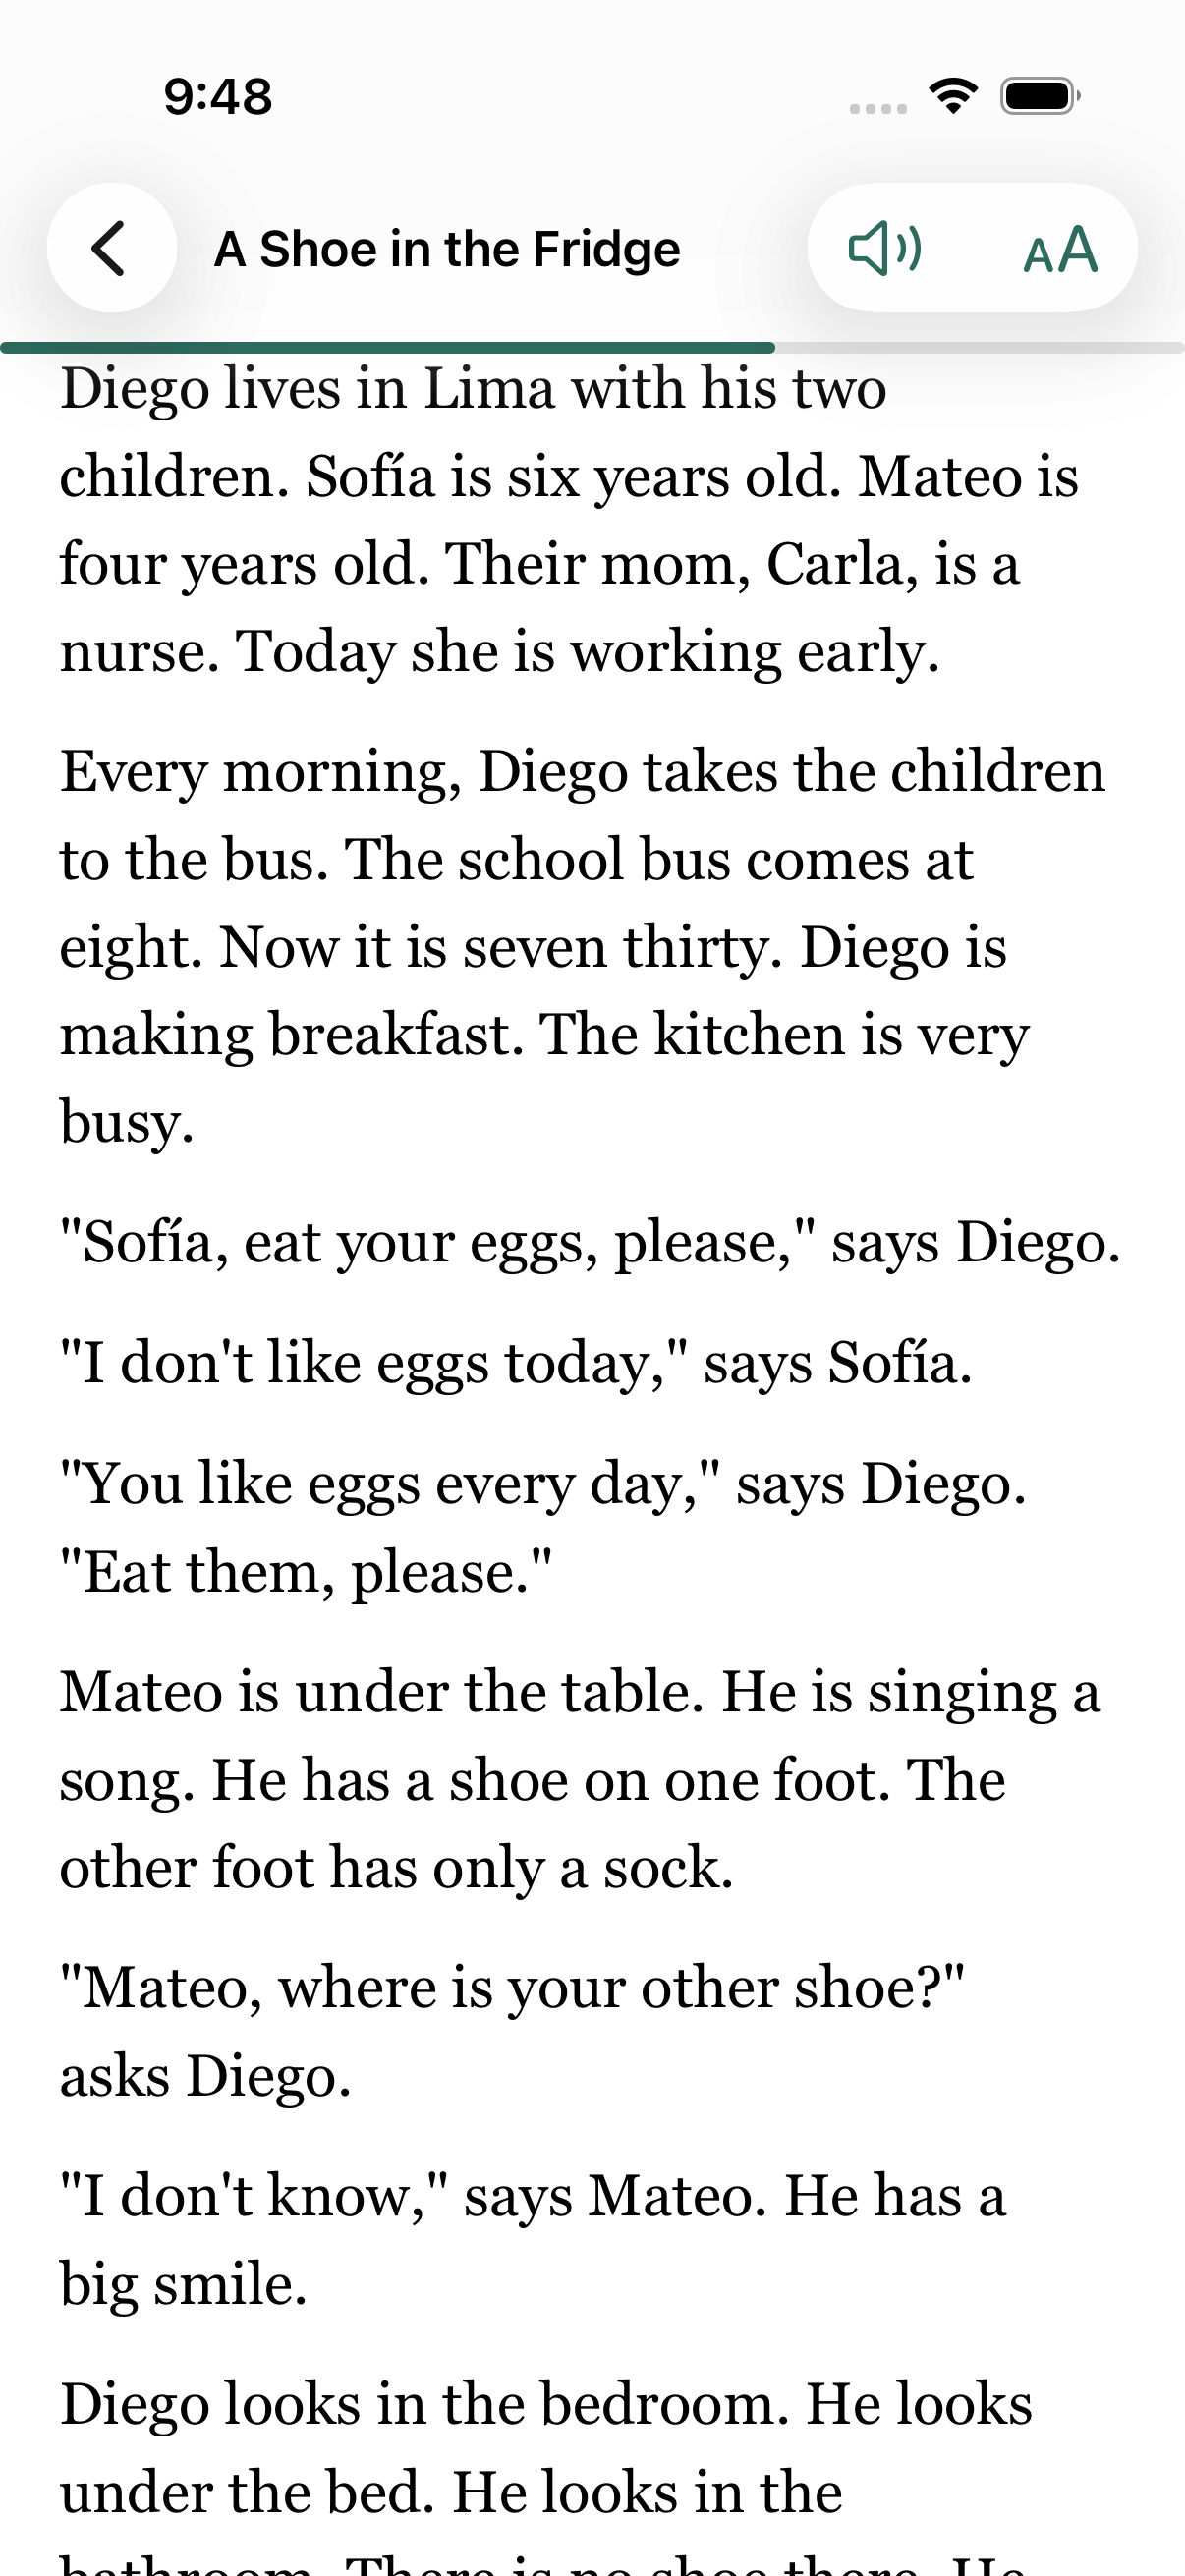 9:48
A Shoe in the Fridge
AA
Diego lives in Lima with his two
children. Sofía is six years old. Mateo is
four years old. Their mom, Carla, is a
nurse. Today she is working early.
Every morning, Diego takes the children
to the bus. The school bus comes at
eight. Now it is seven thirty. Diego is
making breakfast. The kitchen is very
busy.
"Sofía, eat your eggs, please," says Diego.
"I don't like eggs today," says Sofía.
"You like eggs every day," says Diego.
"Eat them, please."
Mateo is under the table. He is singing a
song. He has a shoe on one foot. The
other foot has only a sock.
"Mateo, where is your other shoe?"
asks Diego.
"I don't know," says Mateo. He has a
big smile.
Diego looks in the bedroom. He looks
under the bed. He looks in the
bathroom. There is no shoe there. He